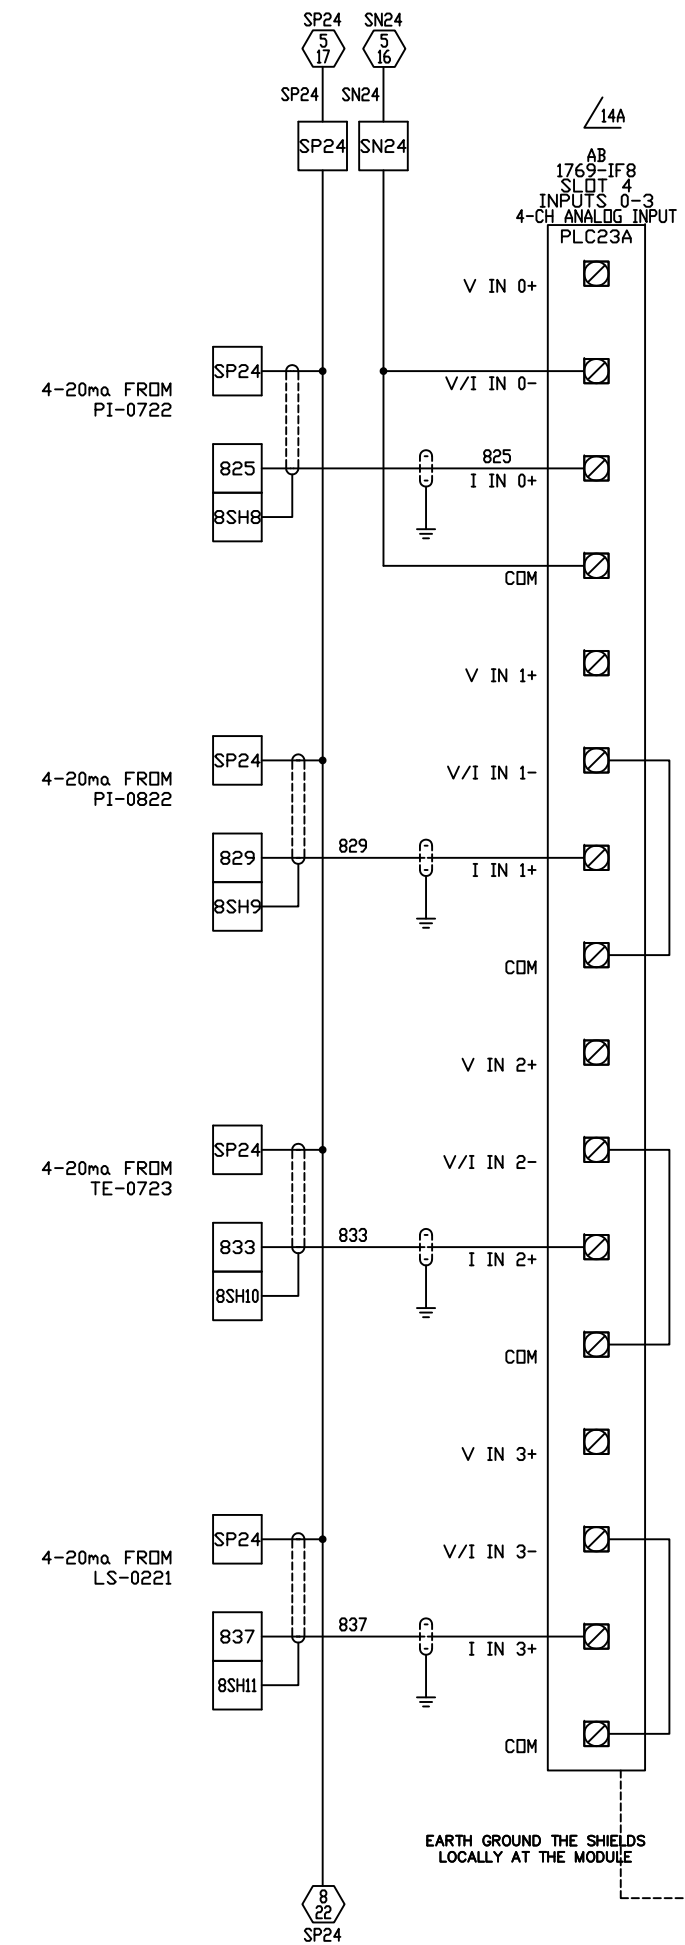 SP24 SN24
5 5
17 16
SP24 SN24
SP24 SN24
14A
AB
1769-IF8
SLOT 4
INPUTS 0-3
4-CH ANALOG INPUT
PLC23A
V IN 0+
SP24
4-20ma FROM
PI-0722
V/I IN 0-
825
825
I IN 0+
8SH8
COM
V IN 1+
SP24
4-20ma FROM
PI-0822
V/I IN 1-
829
829
I IN 1+
8SH9
COM
V IN 2+
SP24
4-20ma FROM
TE-0723
V/I IN 2-
833
833
I IN 2+
8SH10
COM
V IN 3+
SP24
4-20ma FROM
LS-0221
V/I IN 3-
837
837
I IN 3+
8SH11
COM
EARTH GROUND THE SHIELDS
LOCALLY AT THE MODULE
8
22
SP24